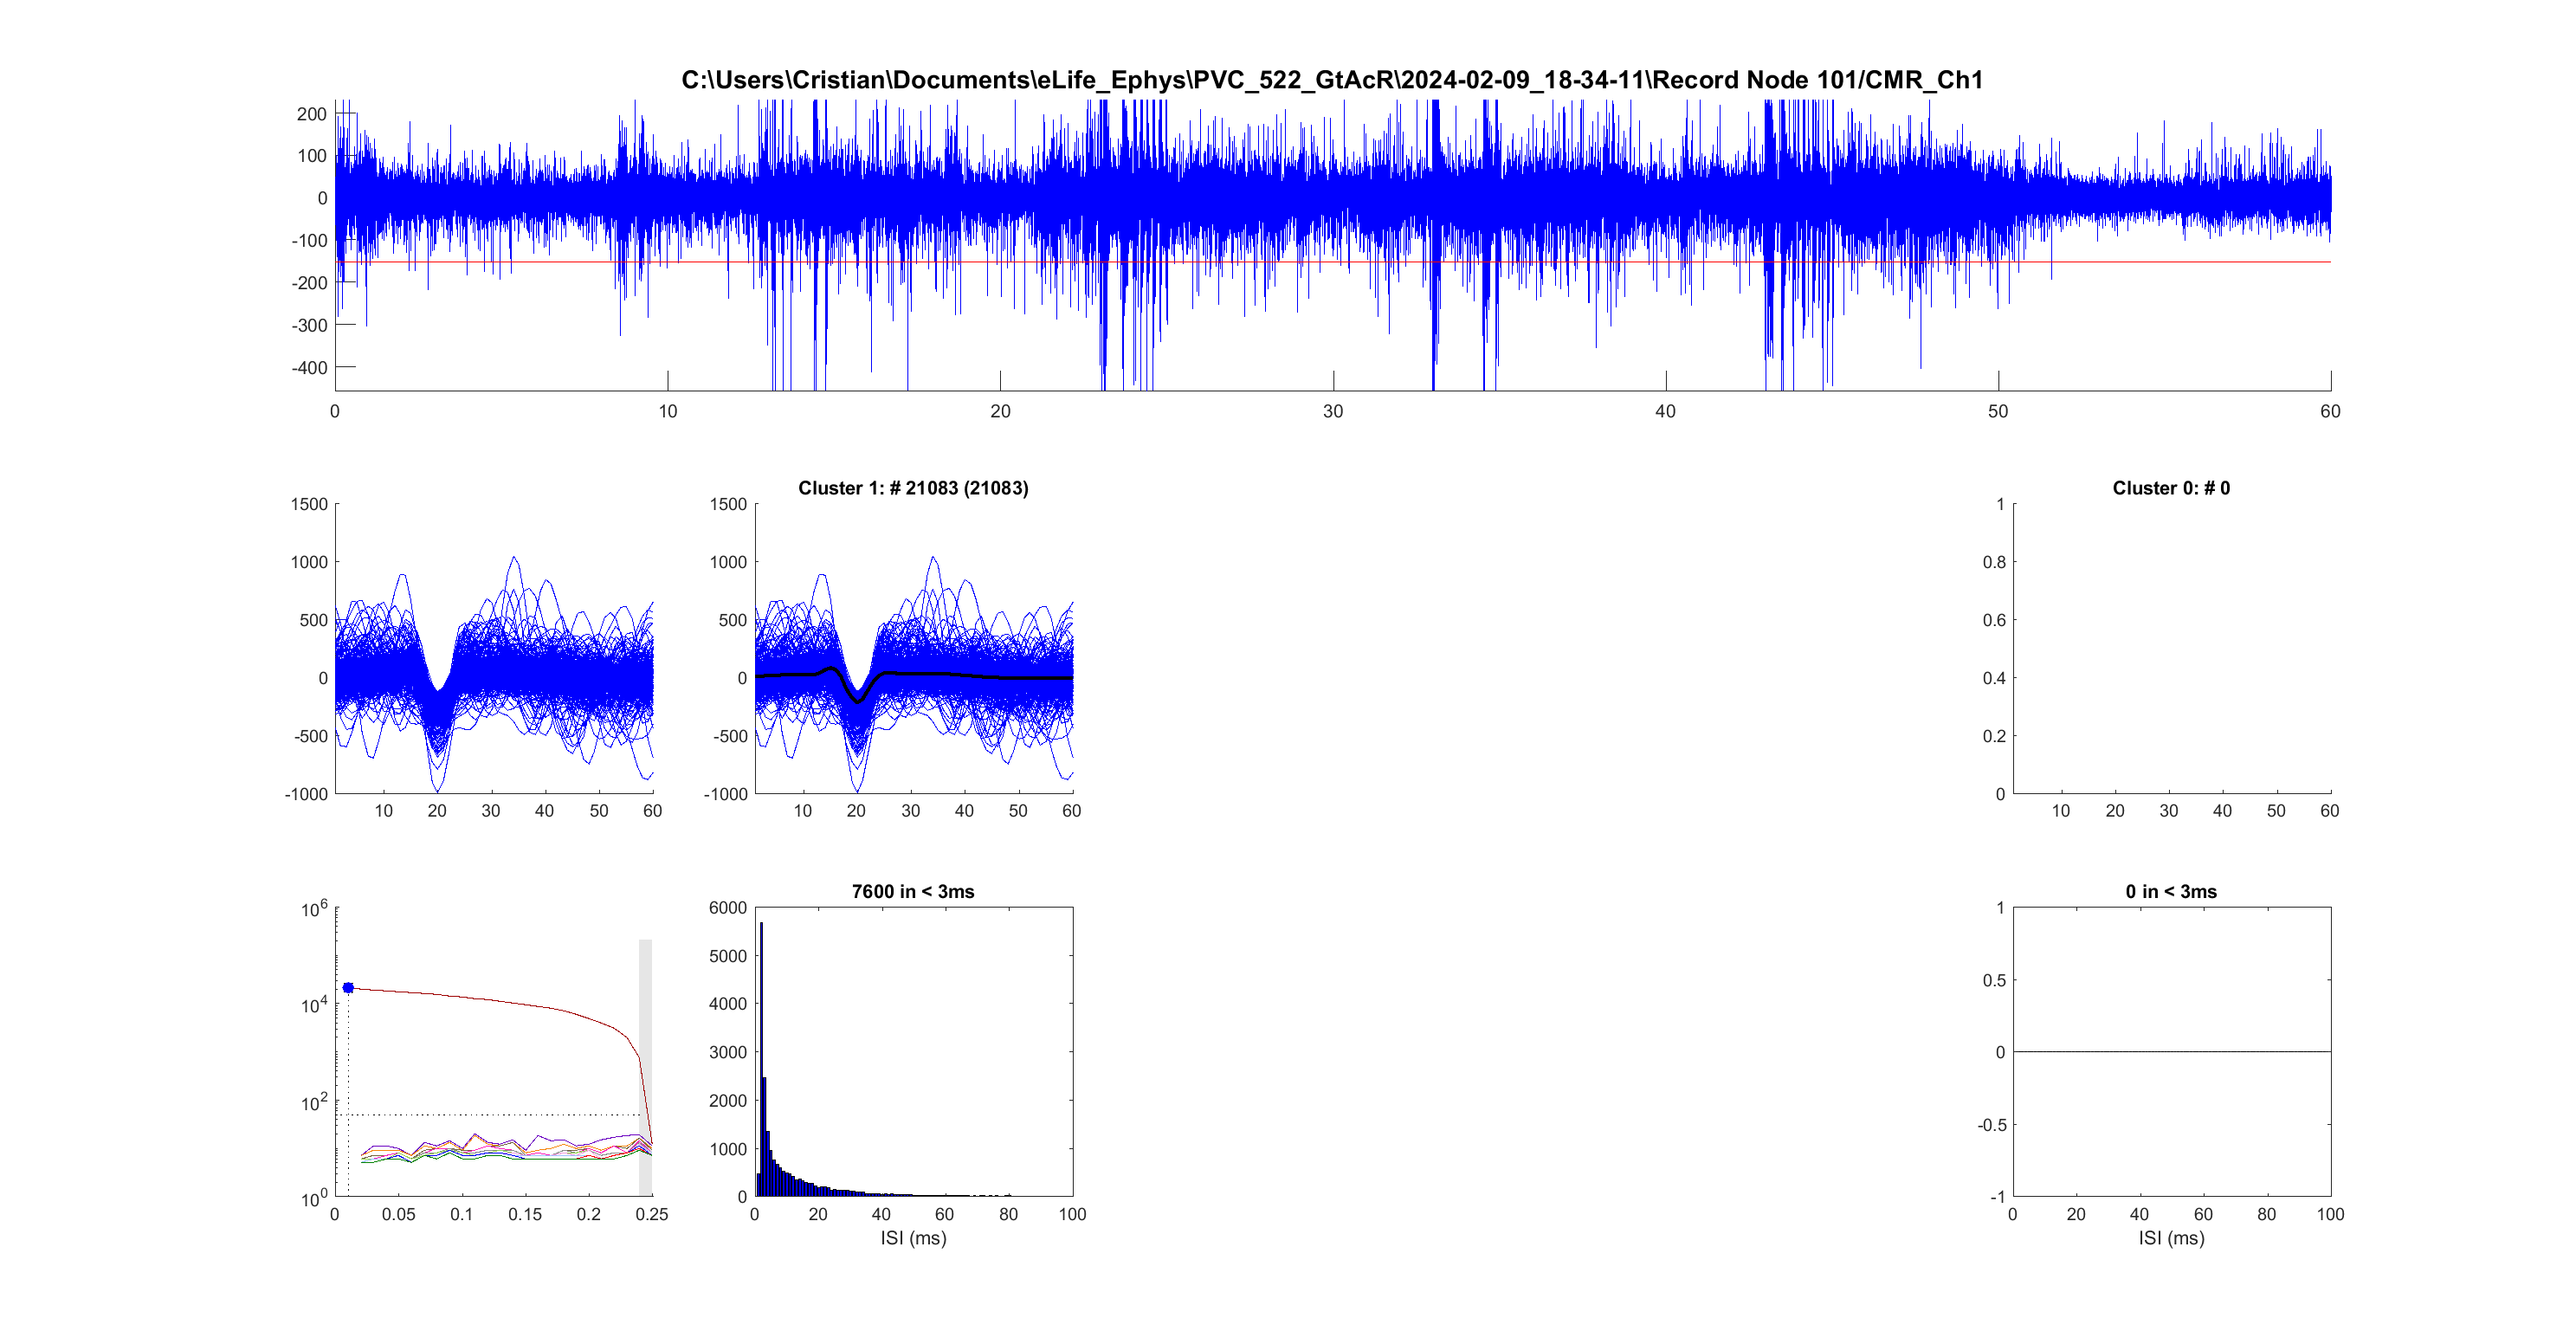 C:\Users\Cristian\Documents\eLife_Ephys\PVC_522_GtAcR\2024-02-09_18-34-11\Record Node 101/CMR_Ch1
200
100
0
-100
-200
-300
-400
0 10 20 30 40 50 60
Cluster 1: # 21083 (21083)
Cluster 0: # 0
1500
1000
500
0
-500
-1000
10 20 30 40 50 60
1500
1000
500
0
-500
-1000
10 20 30 40 50 60
1
0.8
0.6
0.4
0.2
0
10 20 30 40 50 60
7600 in < 3ms
0 in < 3ms
10^6
10^4
10^2
10^0
0 0.05 0.1 0.15 0.2 0.25
6000
5000
4000
3000
2000
1000
0
0 20 40 60 80 100
ISI (ms)
1
0.5
0
-0.5
-1
0 20 40 60 80 100
ISI (ms)